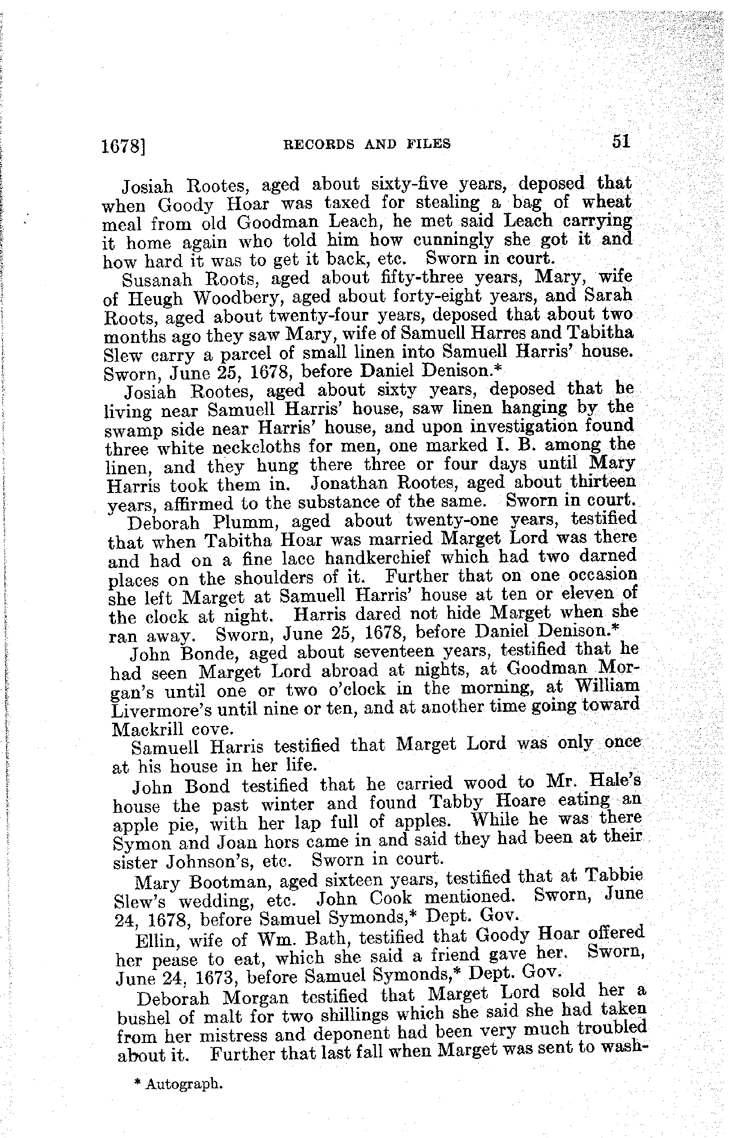 1678] RECORDS AND FILES 51
Josiah Rootes, aged about sixty-five years, deposed that
when Goody Hoar was taxed for stealing a bag of wheat
meal from old Goodman Leach, he met said Leach carrying
it home again who told him how cunningly she got it and
how hard it was to get it back, etc. Sworn in court.
Susanah Roots, aged about fifty-three years, Mary, wife
of Heugh Woodbery, aged about forty-eight years, and Sarah
Roots, aged about twenty-four years, deposed that about two
months ago they saw Mary, wife of Samuell Harres and Tabitha
Slew carry a parcel of small linen into Samuell Harris' house.
Sworn, June 25, 1678, before Daniel Denison.*
Josiah Rootes, aged about sixty years, deposed that he
living near Samuell Harris' house, saw linen hanging by the
swamp side near Harris' house, and upon investigation found
three white neckcloths for men, one marked I. B. among the
linen, and they hung there three or four days until Mary
Harris took them in. Jonathan Rootes, aged about thirteen
years, affirmed to the substance of the same. Sworn in court.
Deborah Plumm, aged about twenty-one years, testified
that when Tabitha Hoar was married Marget Lord was there
and had on a fine lace handkerchief which had two darned
places on the shoulders of it. Further that on one occasion
she left Marget at Samuell Harris' house at ten or eleven of
the clock at night. Harris dared not hide Marget when she
ran away. Sworn, June 25, 1678, before Daniel Denison.*
John Bonde, aged about seventeen years, testified that he
had seen Marget Lord abroad at nights, at Goodman Mor-
gan's until one or two o'clock in the morning, at William
Livermore's until nine or ten, and at another time going toward
Mackrill cove.
Samuell Harris testified that Marget Lord was only once
at his house in her life.
John Bond testified that he carried wood to Mr. Hale's
house the past winter and found Tabby Hoare eating an
apple pie, with her lap full of apples. While he was there
Symon and Joan hors came in and said they had been at their
sister Johnson's, etc. Sworn in court.
Mary Bootman, aged sixteen years, testified that at Tabbie
Slew's wedding, etc. John Cook mentioned. Sworn, June
24, 1678, before Samuel Symonds,* Dept. Gov.
Ellin, wife of Wm. Bath, testified that Goody Hoar offered
her pease to eat, which she said a friend gave her. Sworn,
June 24, 1673, before Samuel Symonds,* Dept. Gov.
Deborah Morgan testified that Marget Lord sold her a
bushel of malt for two shillings which she said she had taken
from her mistress and deponent had been very much troubled
about it. Further that last fall when Marget was sent to wash-
* Autograph.